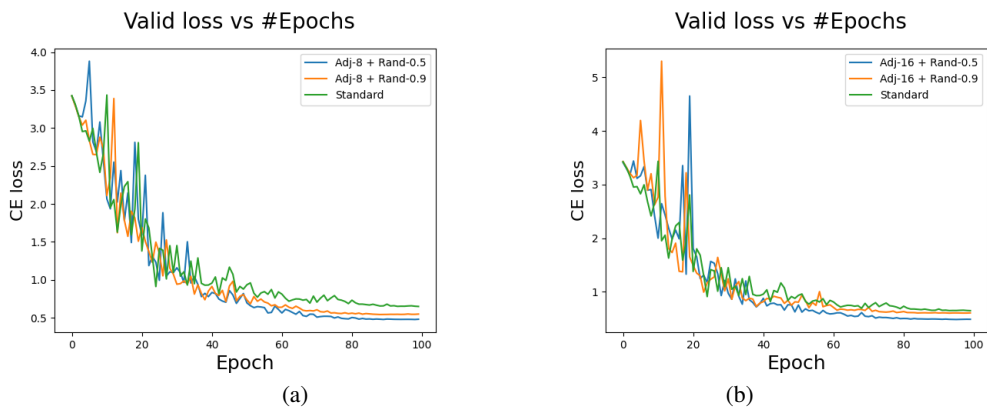 Valid loss vs #Epochs
4.0
3.5
3.0
2.5
2.0
1.5
1.0
0.5
CE loss
Adj-8 + Rand-0.5
Adj-8 + Rand-0.9
Standard
0 20 40 60 80 100
Epoch
(a)
Valid loss vs #Epochs
5
4
3
2
1
CE loss
Adj-16 + Rand-0.5
Adj-16 + Rand-0.9
Standard
0 20 40 60 80 100
Epoch
(b)